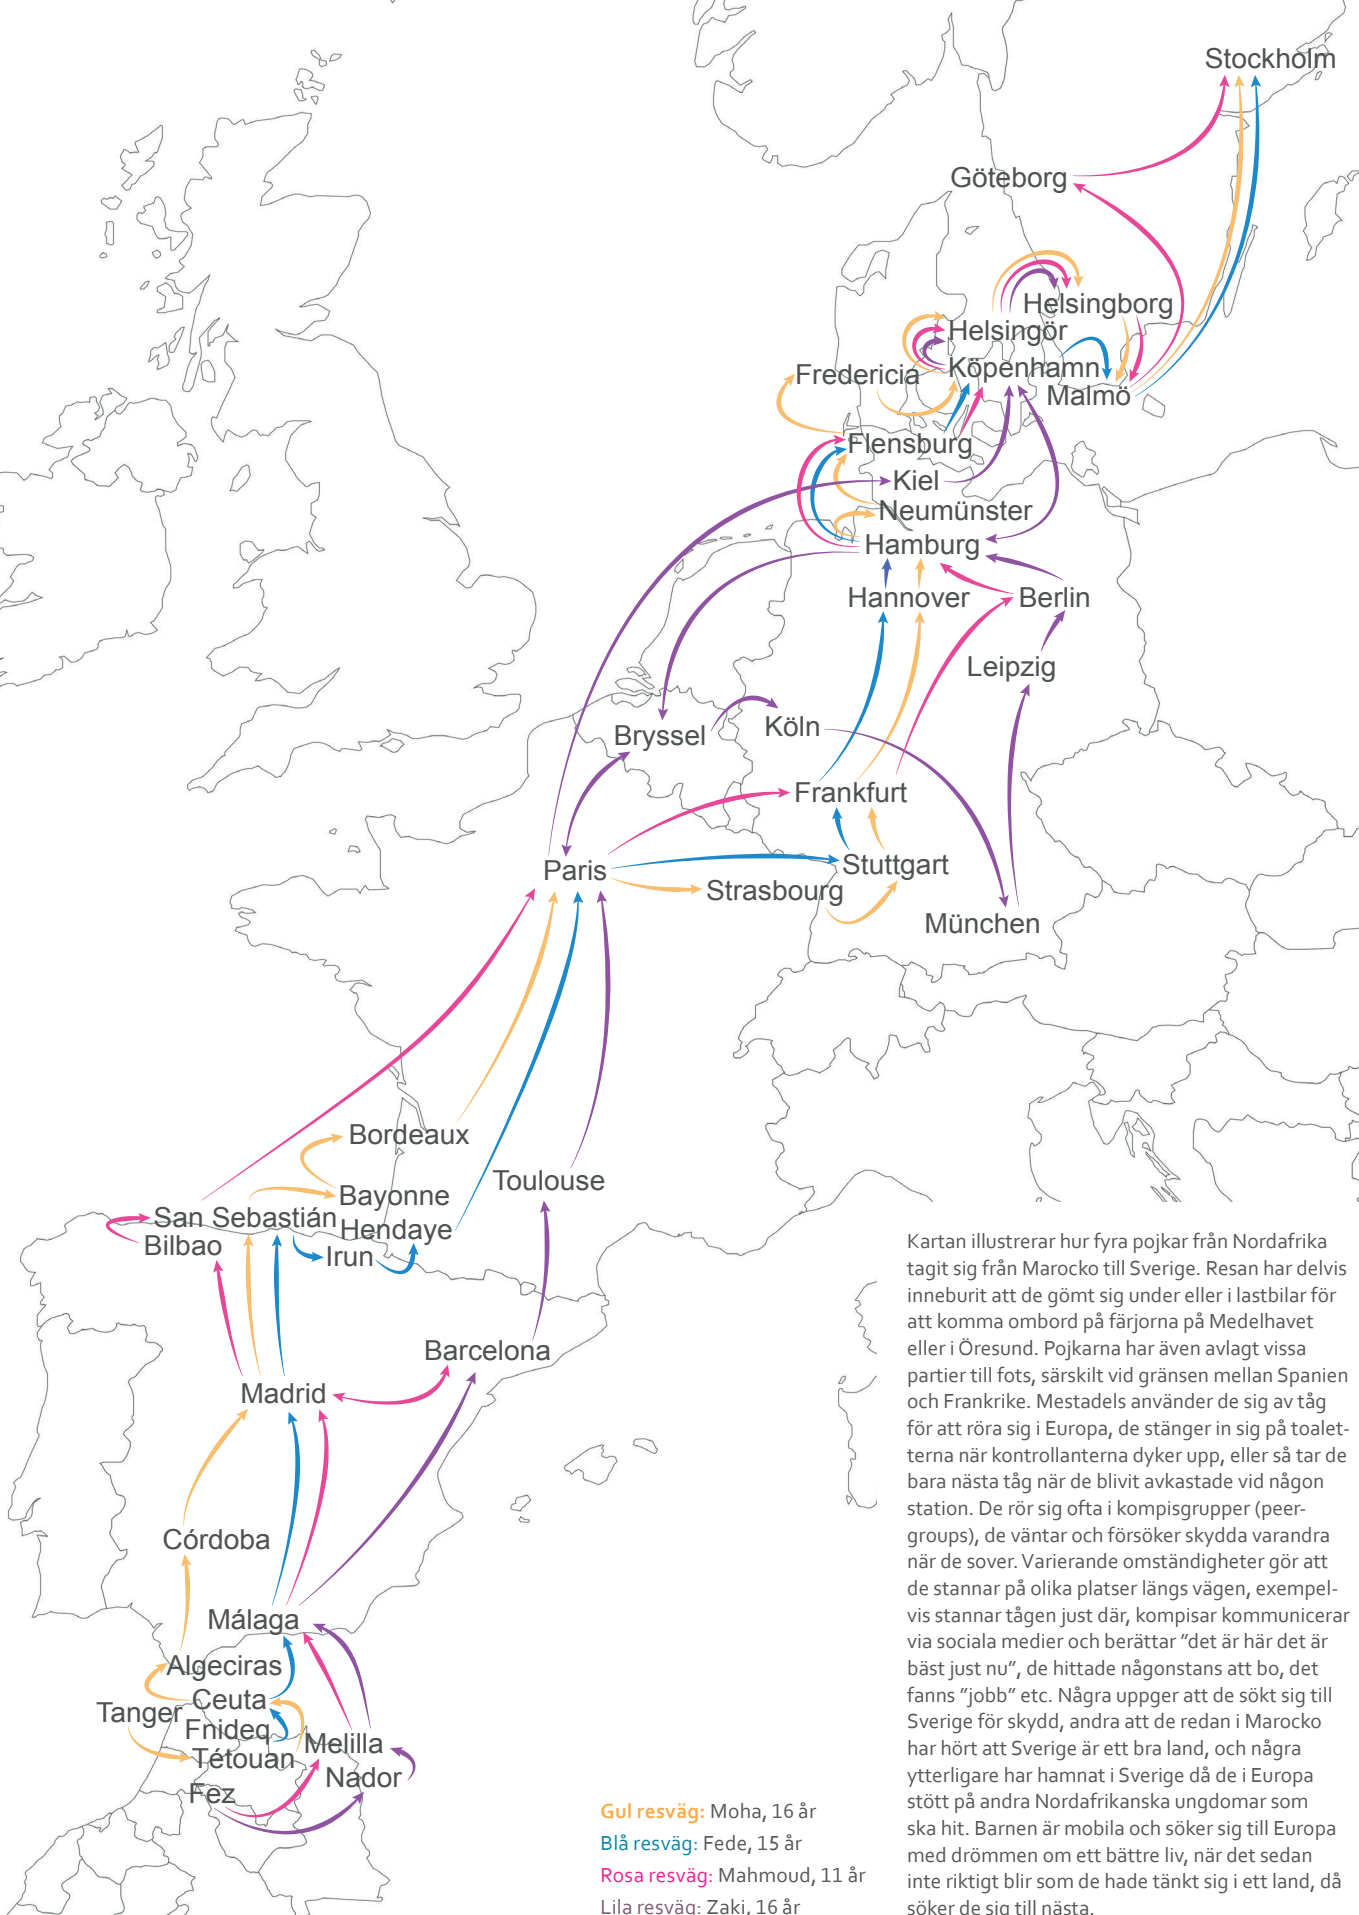 Stockholm
Göteborg
Helsingborg
Helsingör
Köpenhamn
Fredericia
Malmö
Flensburg
Kiel
Neumünster
Hamburg
Hannover
Berlin
Leipzig
Bryssel
Köln
Frankfurt
Paris
Stuttgart
Strasbourg
München
Bordeaux
Toulouse
Bayonne
San Sebastián
Hendaye
Bilbao
Irun
Barcelona
Madrid
Córdoba
Málaga
Algeciras
Ceuta
Tanger
Fnideq
Melilla
Tétouan
Nador
Fez
Gul resväg: Moha, 16 år
Blå resväg: Fede, 15 år
Rosa resväg: Mahmoud, 11 år
Lila resväg: Zaki, 16 år
Kartan illustrerar hur fyra pojkar från Nordafrika
tagit sig från Marocko till Sverige. Resan har delvis
inneburit att de gömt sig under eller i lastbilar för
att komma ombord på färjorna på Medelhavet
eller i Öresund. Pojkarna har även avlagt vissa
partier till fots, särskilt vid gränsen mellan Spanien
och Frankrike. Mestadels använder de sig av tåg
för att röra sig i Europa, de stänger in sig på toalet-
terna när kontrollanterna dyker upp, eller så tar de
bara nästa tåg när de blivit avkastade vid någon
station. De rör sig ofta i kompisgrupper (peer-
groups), de väntar och försöker skydda varandra
när de sover. Varierande omständigheter gör att
de stannar på olika platser längs vägen, exempel-
vis stannar tågen just där, kompisar kommunicerar
via sociala medier och berättar ”det är här det är
bäst just nu”, de hittade någonstans att bo, det
fanns ”jobb” etc. Några uppger att de sökt sig till
Sverige för skydd, andra att de redan i Marocko
har hört att Sverige är ett bra land, och några
ytterligare har hamnat i Sverige då de i Europa
stött på andra Nordafrikanska ungdomar som
ska hit. Barnen är mobila och söker sig till Europa
med drömmen om ett bättre liv, när det sedan
inte riktigt blir som de hade tänkt sig i ett land, då
söker de sig till nästa.